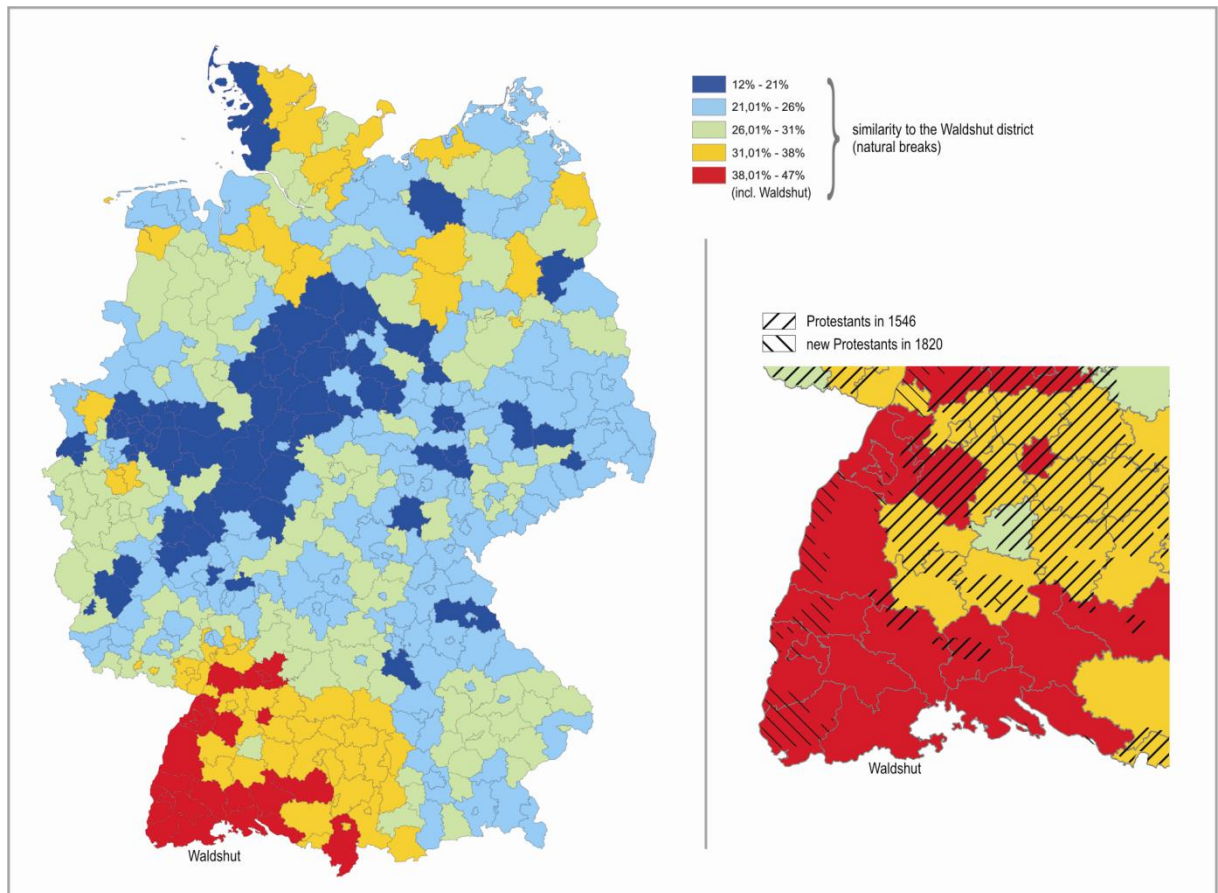 12% - 21%
21,01% - 26%
26,01% - 31%
31,01% - 38%
38,01% - 47%
(incl. Waldshut)
similarity to the Waldshut district
(natural breaks)
Protestants in 1546
new Protestants in 1820
Waldshut
Waldshut